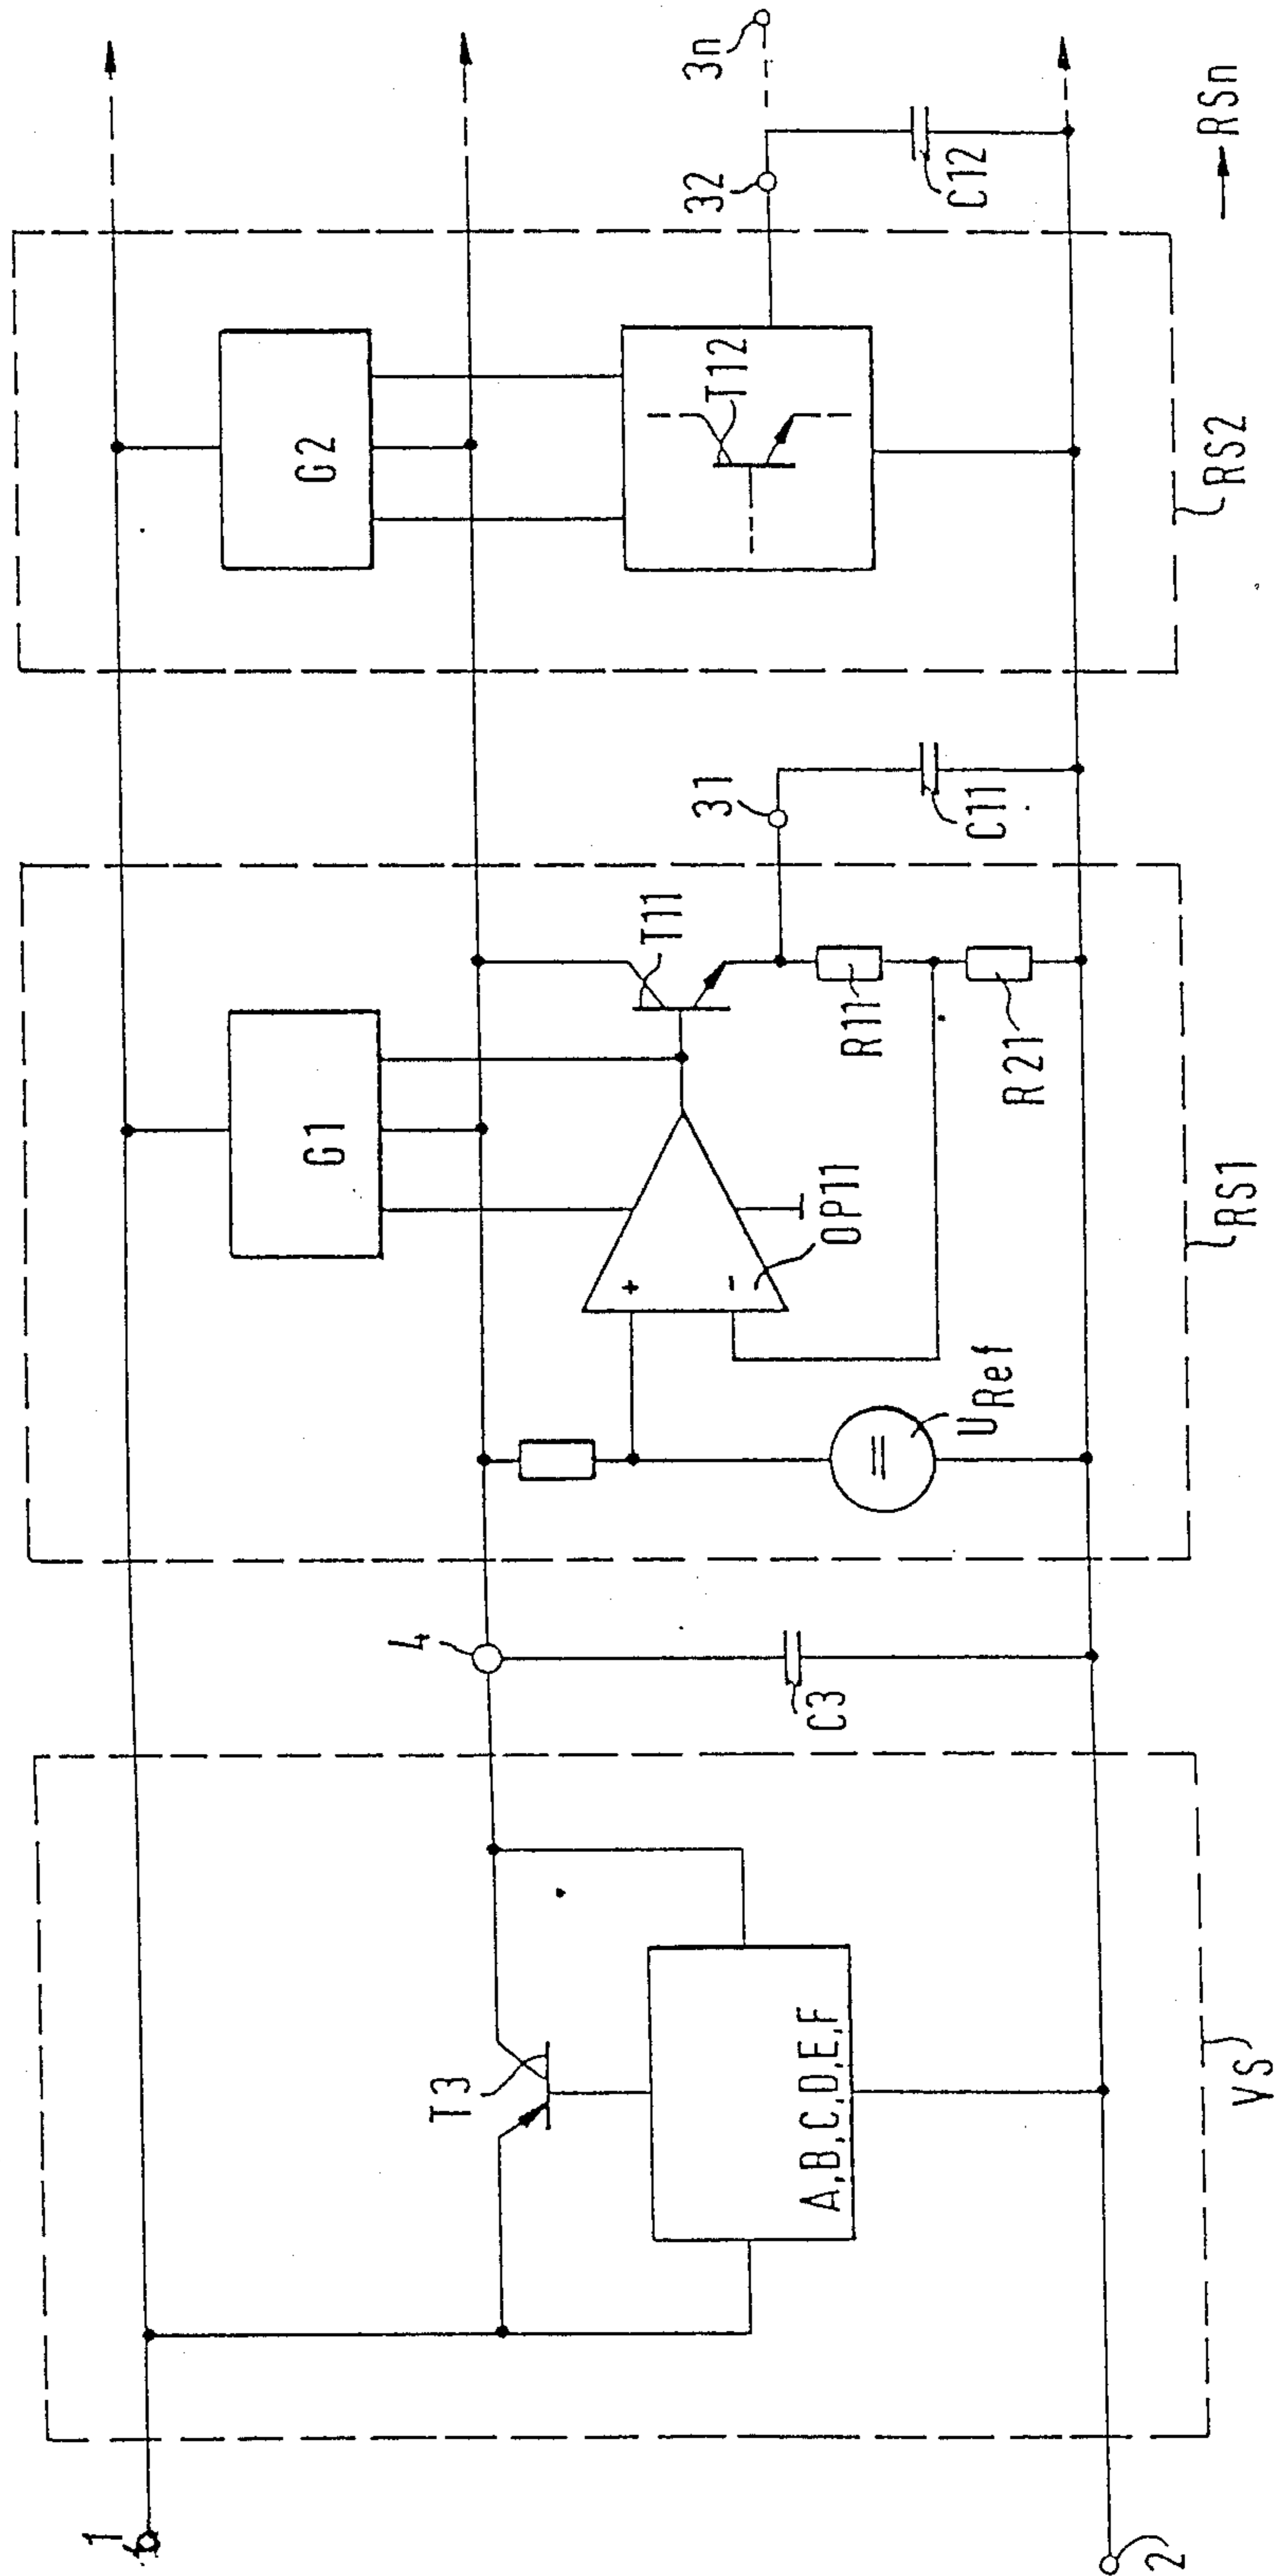 1
2
T3
A,B,C,D,E,F
VS
4
C3
G1
+
-
OP11
U Ref
=
T11
R11
R21
31
C11
RS1
G2
T12
RS2
32
C12
3n
RSn